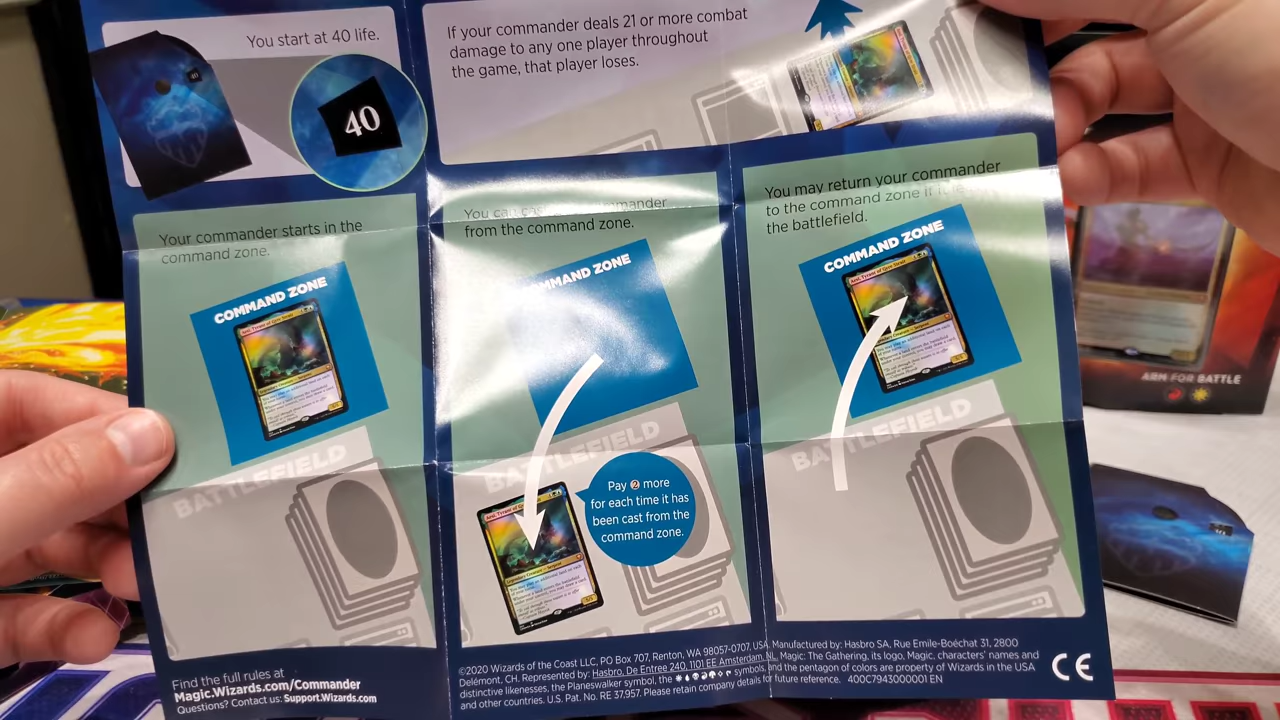 You start at 40 life.
40
If your commander deals 21 or more combat
damage to any one player throughout
the game, that player loses.
Your commander starts in the
command zone.
COMMAND ZONE
BATTLEFIELD
You can
from the command zone.
COMMAND ZONE
BATTLEFIELD
Pay 2 more
for each time it has
been cast from the
command zone.
You may return your commander
to the command zone if it
the battlefield.
COMMAND ZONE
BATTLEFIELD
ARM FOR BATTLE
Find the full rules at
Magic.Wizards.com/Commander
Questions? Contact us: Support.Wizards.com
©2020 Wizards of the Coast LLC, PO Box 707, Renton, WA 98057-0707, USA. Manufactured by: Hasbro SA, Rue Emile-Boéchat 31, 2800
Delémont, CH. Represented by: Hasbro, De Entree 240, 1101 EE Amsterdam, NL. Magic: The Gathering, its logo, Magic, characters' names and
distinctive likenesses, the Planeswalker symbol, the symbols, and the pentagon of colors are property of Wizards in the USA
and other countries. U.S. Pat. No. RE 37,957. Please retain company details for future reference. 400C7943000001 EN
CE